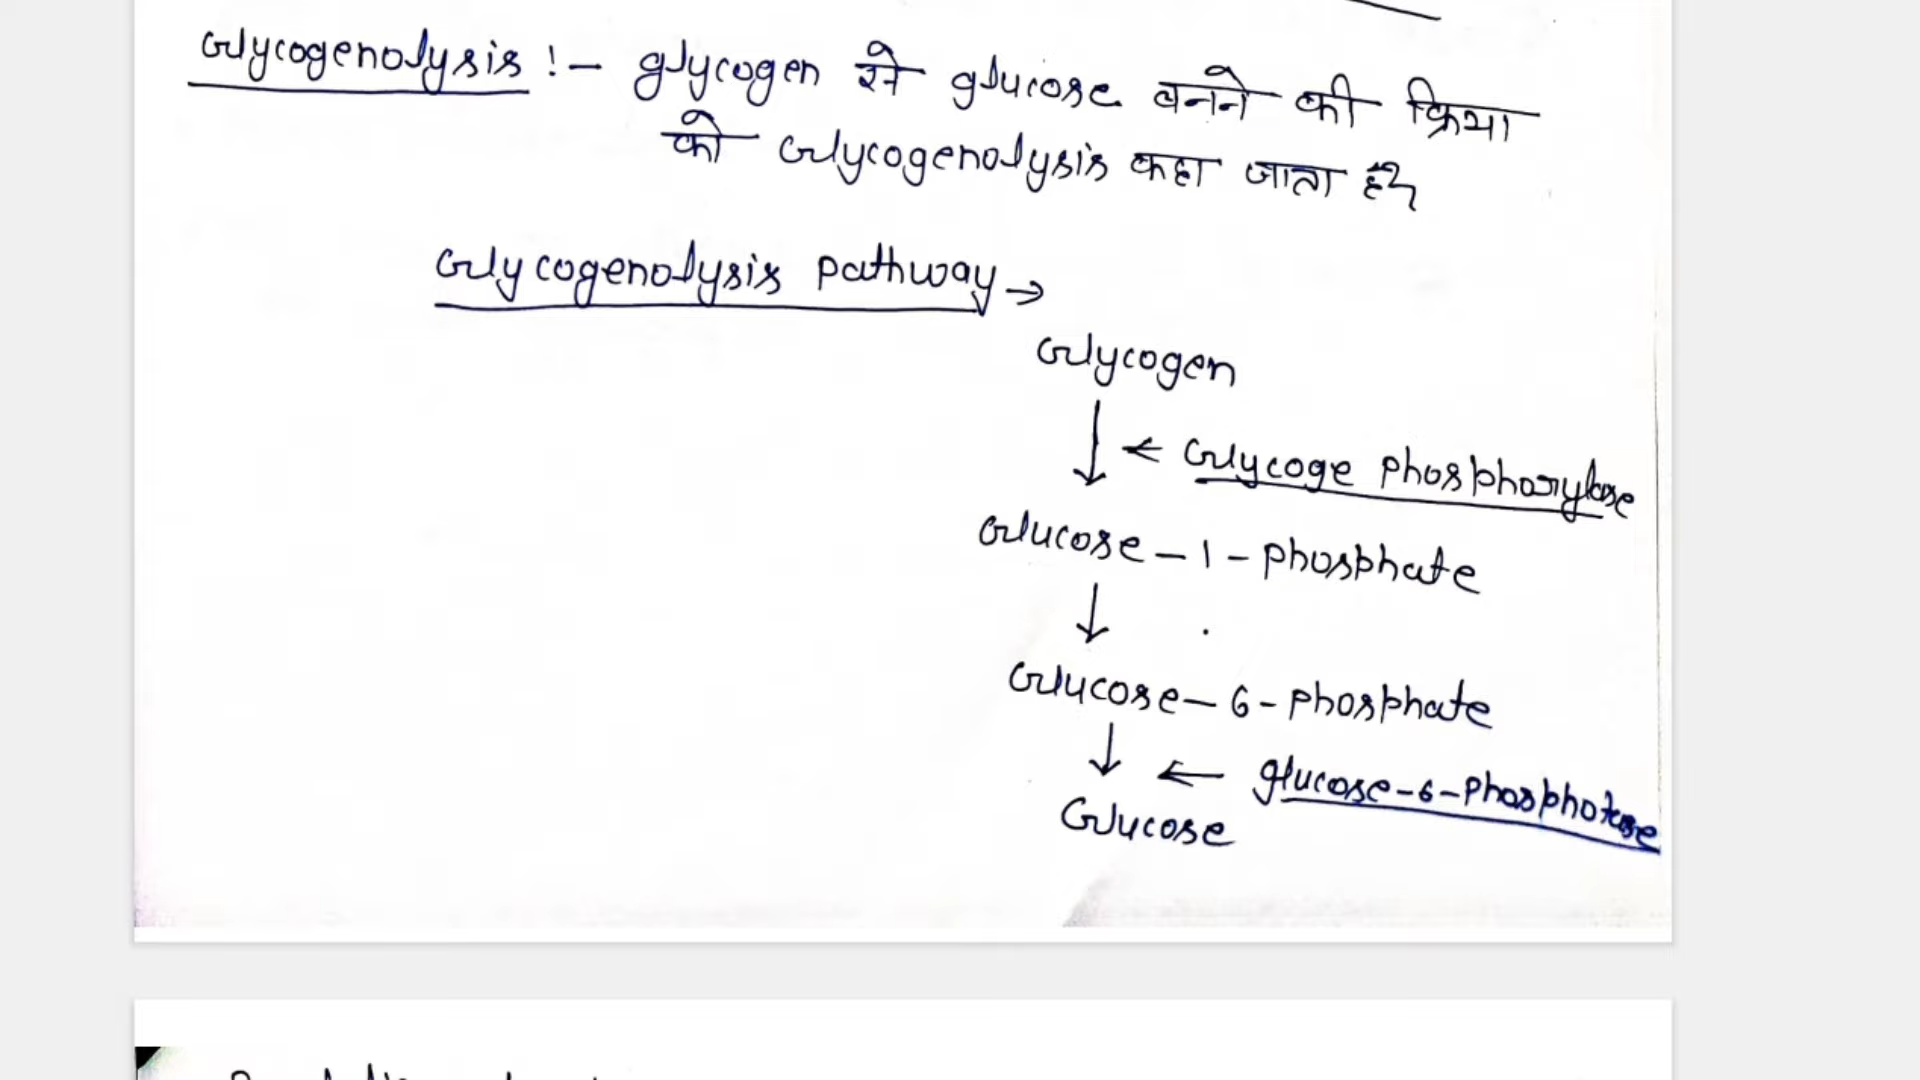 Glycogenolysis :- glycogen से glucose बनने की क्रिया
को Glycogenolysis कहा जाता है
Glycogenolysis pathway →
Glycogen
↓ ← Glycoge phosphorylase
Glucose - 1 - phosphate
↓
Glucose - 6 - phosphate
↓ ← glucose-6-phosphotase
Glucose